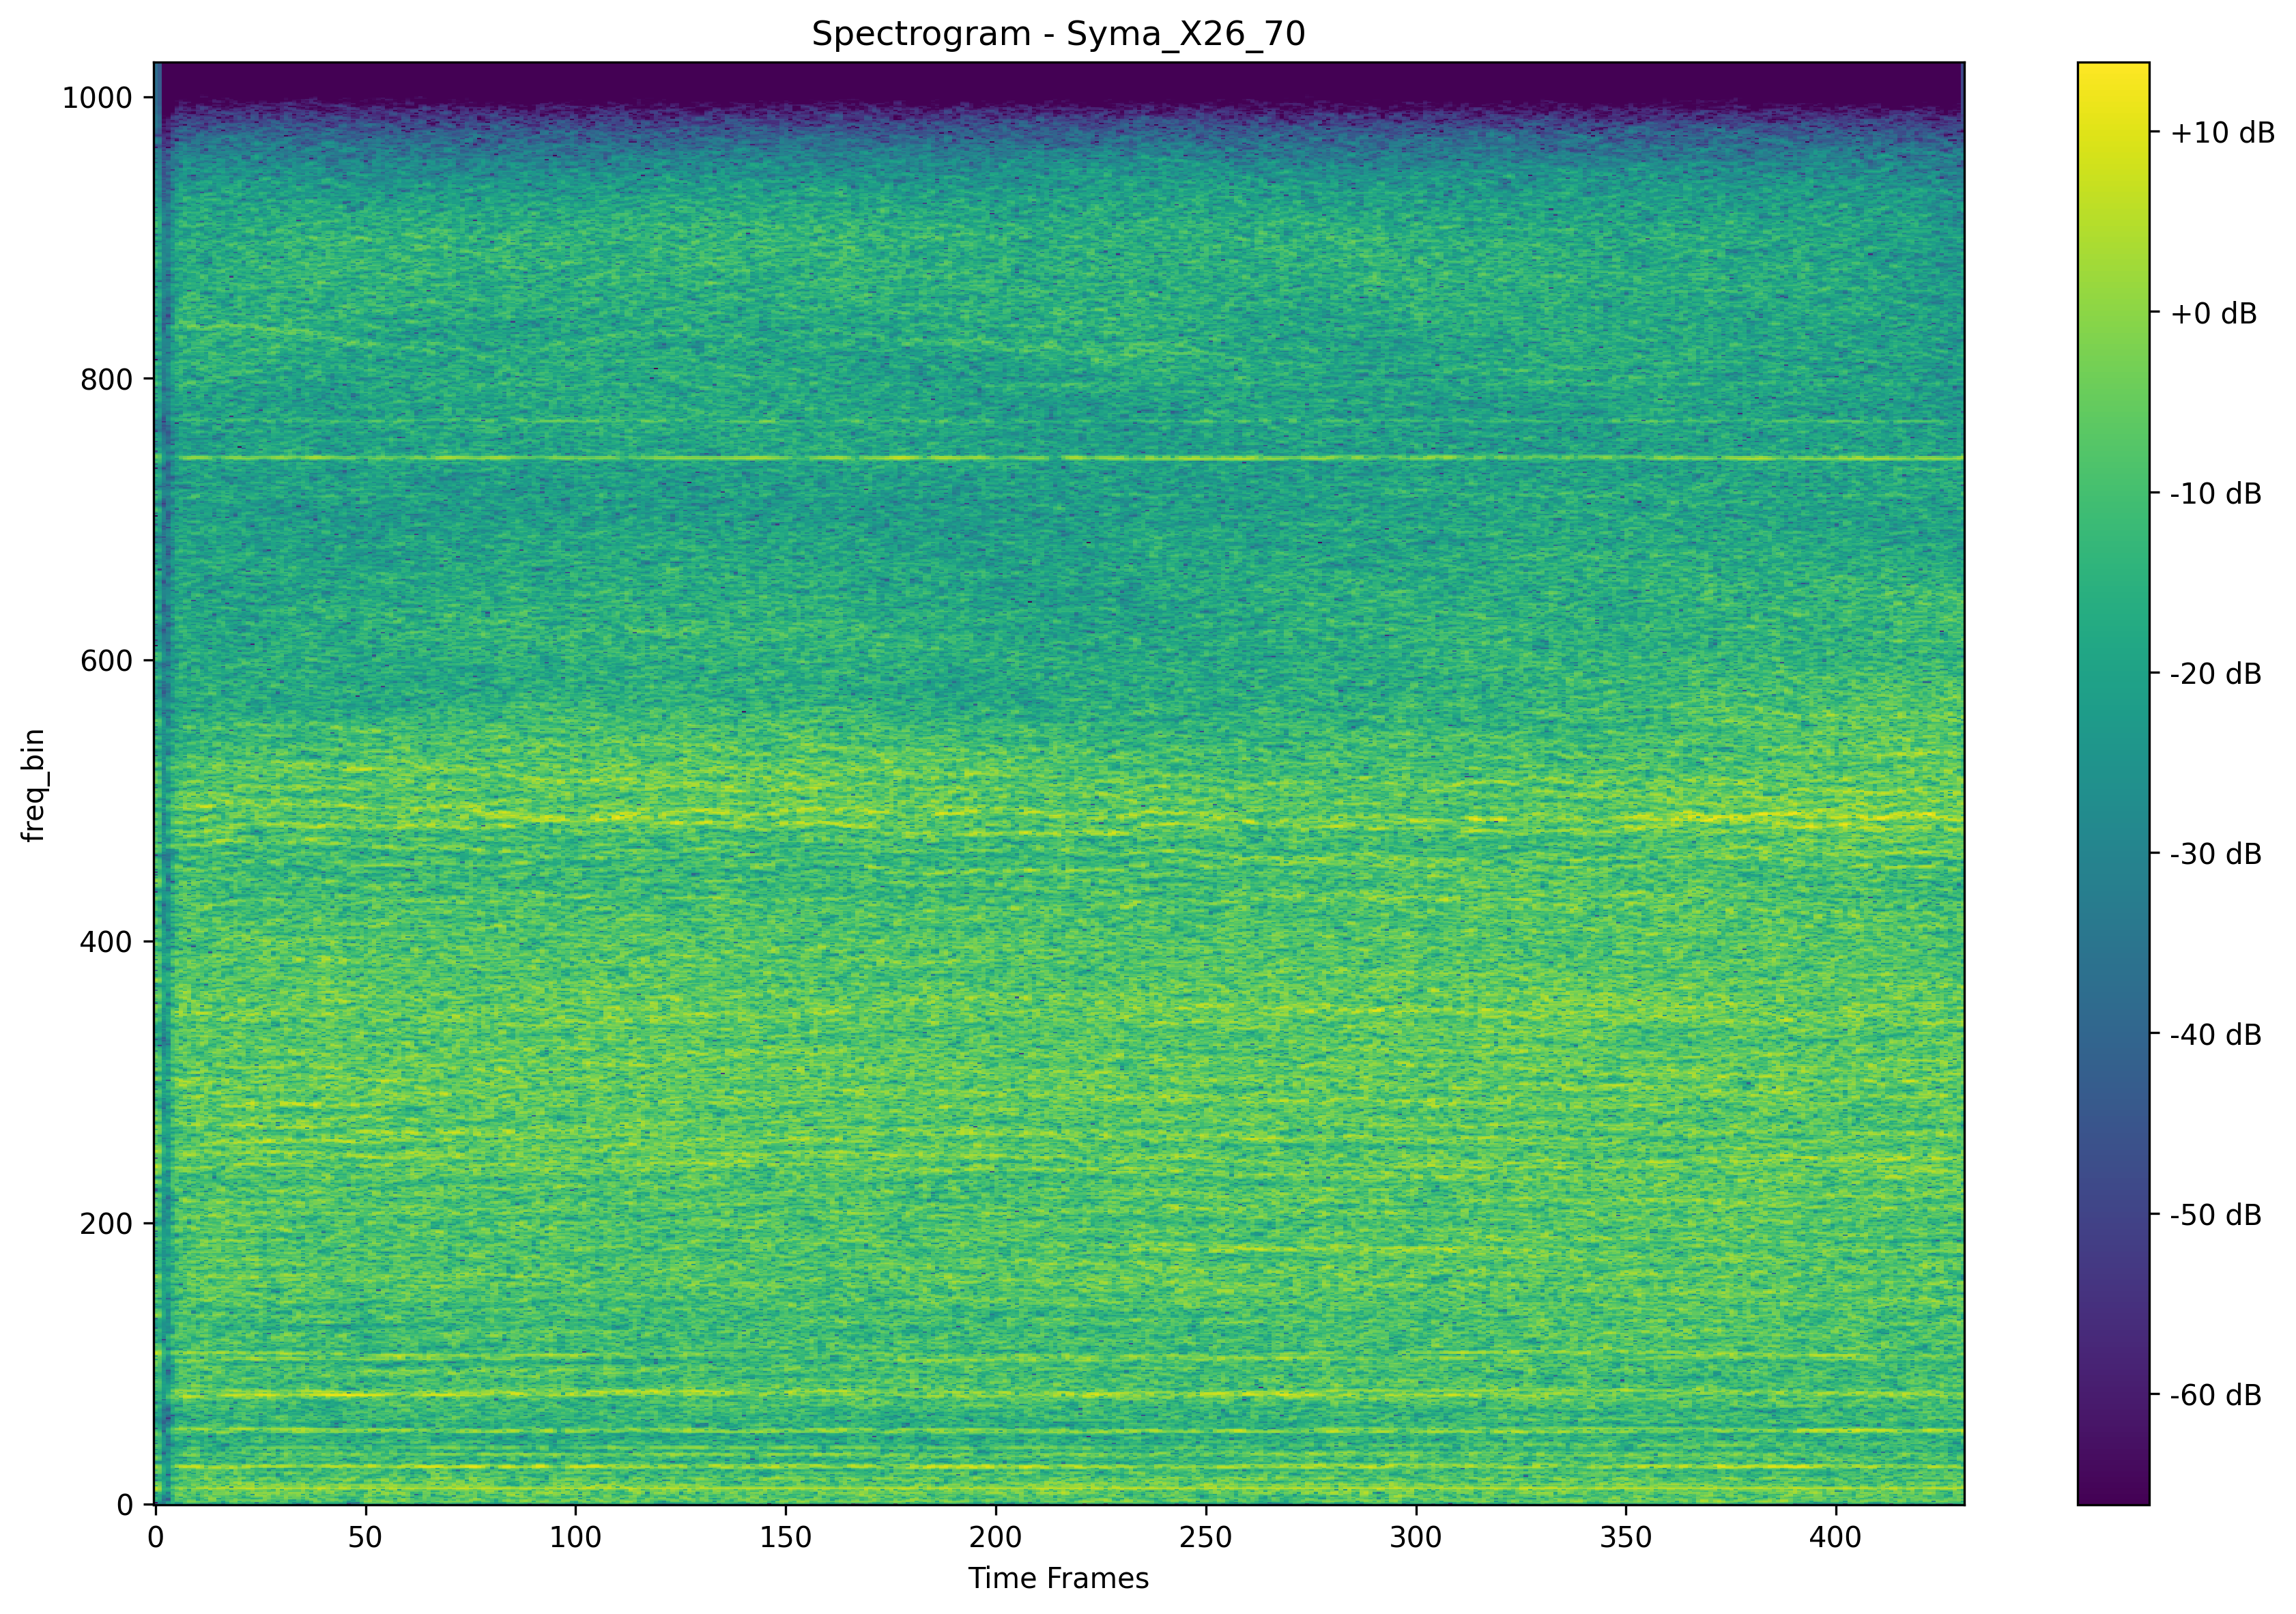 Spectrogram - Syma_X26_70
freq_bin
1000
800
600
400
200
0
0 50 100 150 200 250 300 350 400
Time Frames
+10 dB
+0 dB
-10 dB
-20 dB
-30 dB
-40 dB
-50 dB
-60 dB